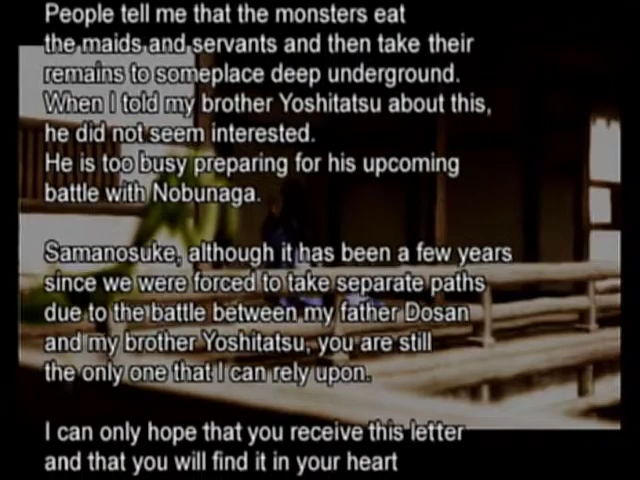 People tell me that the monsters eat
the maids and servants and then take their
remains to someplace deep underground.
When I told my brother Yoshitatsu about this,
he did not seem interested.
He is too busy preparing for his upcoming
battle with Nobunaga.
Samanosuke, although it has been a few years
since we were forced to take separate paths
due to the battle between my father Dosan
and my brother Yoshitatsu, you are still
the only one that I can rely upon.
I can only hope that you receive this letter
and that you will find it in your heart